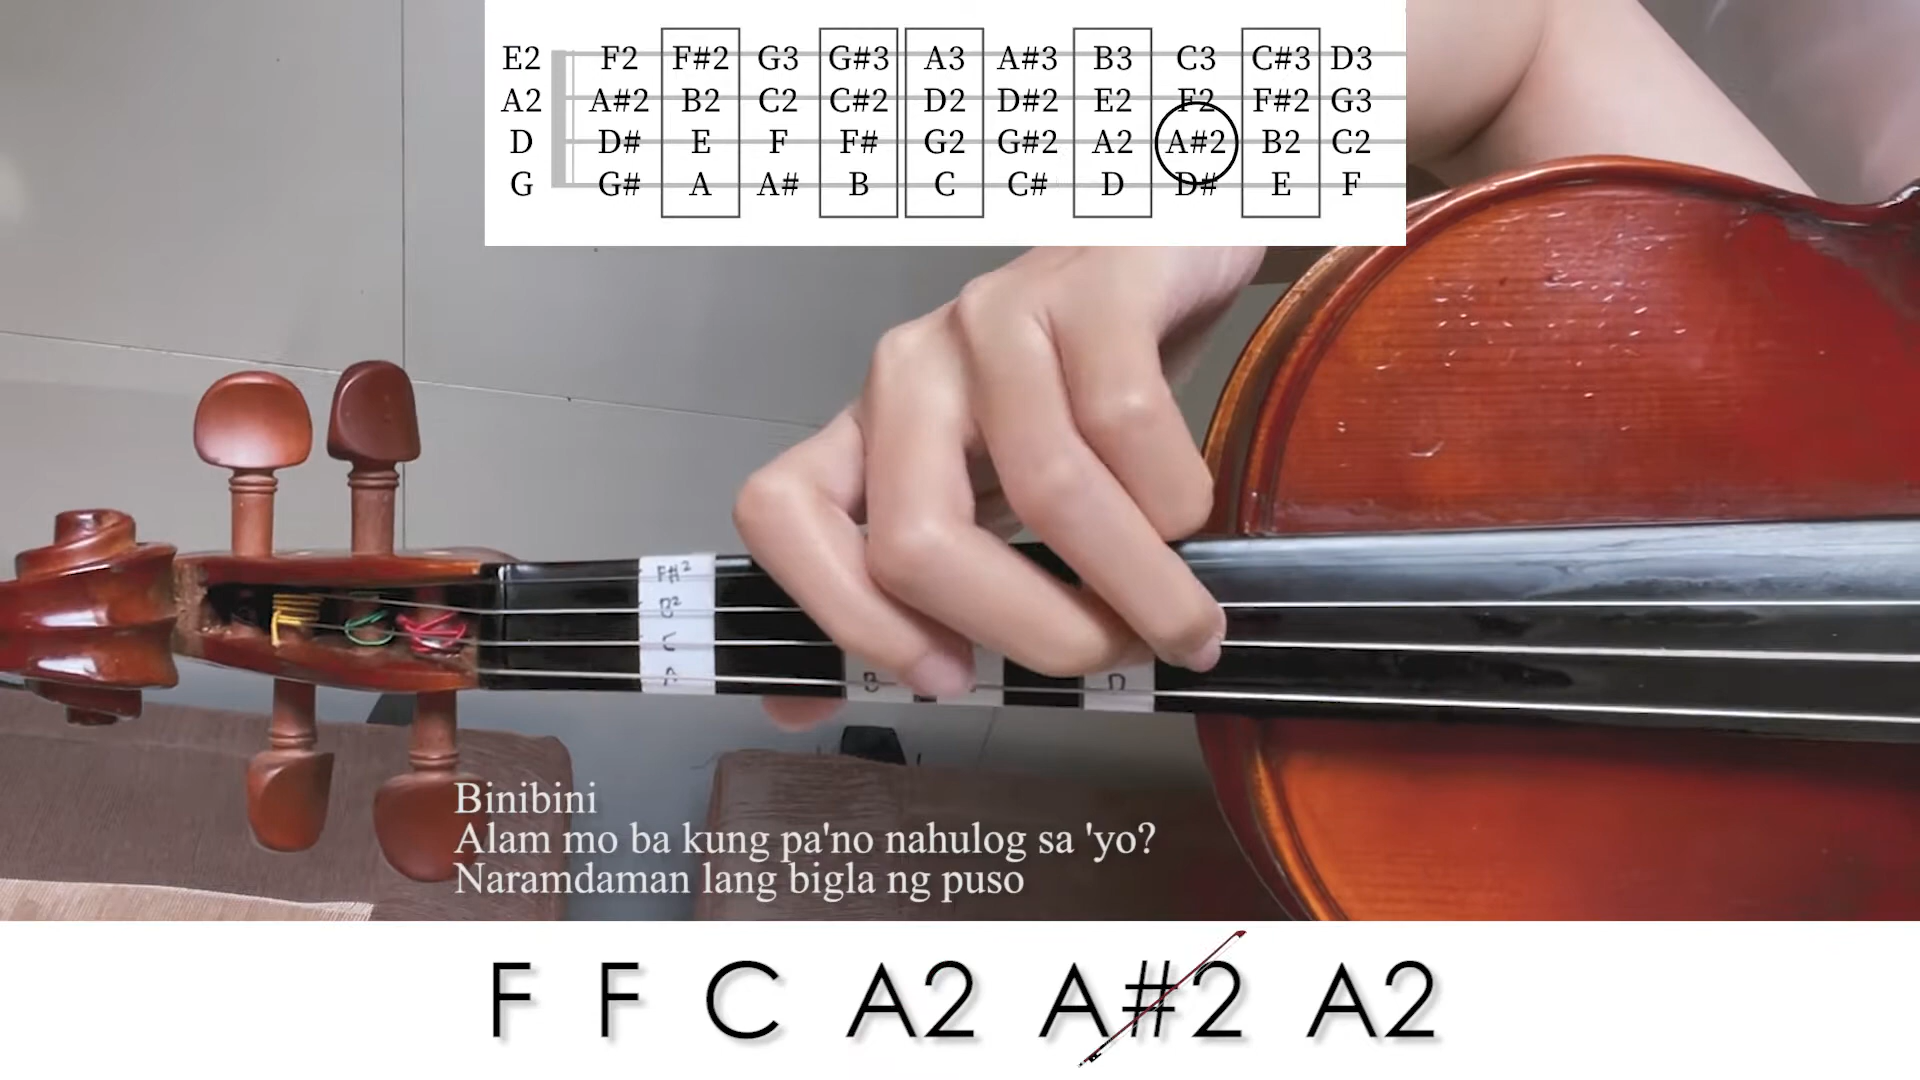 E2 F2 F#2 G3 G#3 A3 A#3 B3 C3 C#3 D3
A2 A#2 B2 C2 C#2 D2 D#2 E2 F2 F#2 G3
D D# E F F# G2 G#2 A2 A#2 B2 C2
G G# A A# B C C# D D# E F
F#2
B2
B D
Binibini
Alam mo ba kung pa'no nahulog sa 'yo?
Naramdaman lang bigla ng puso
F F C A2 A#2 A2